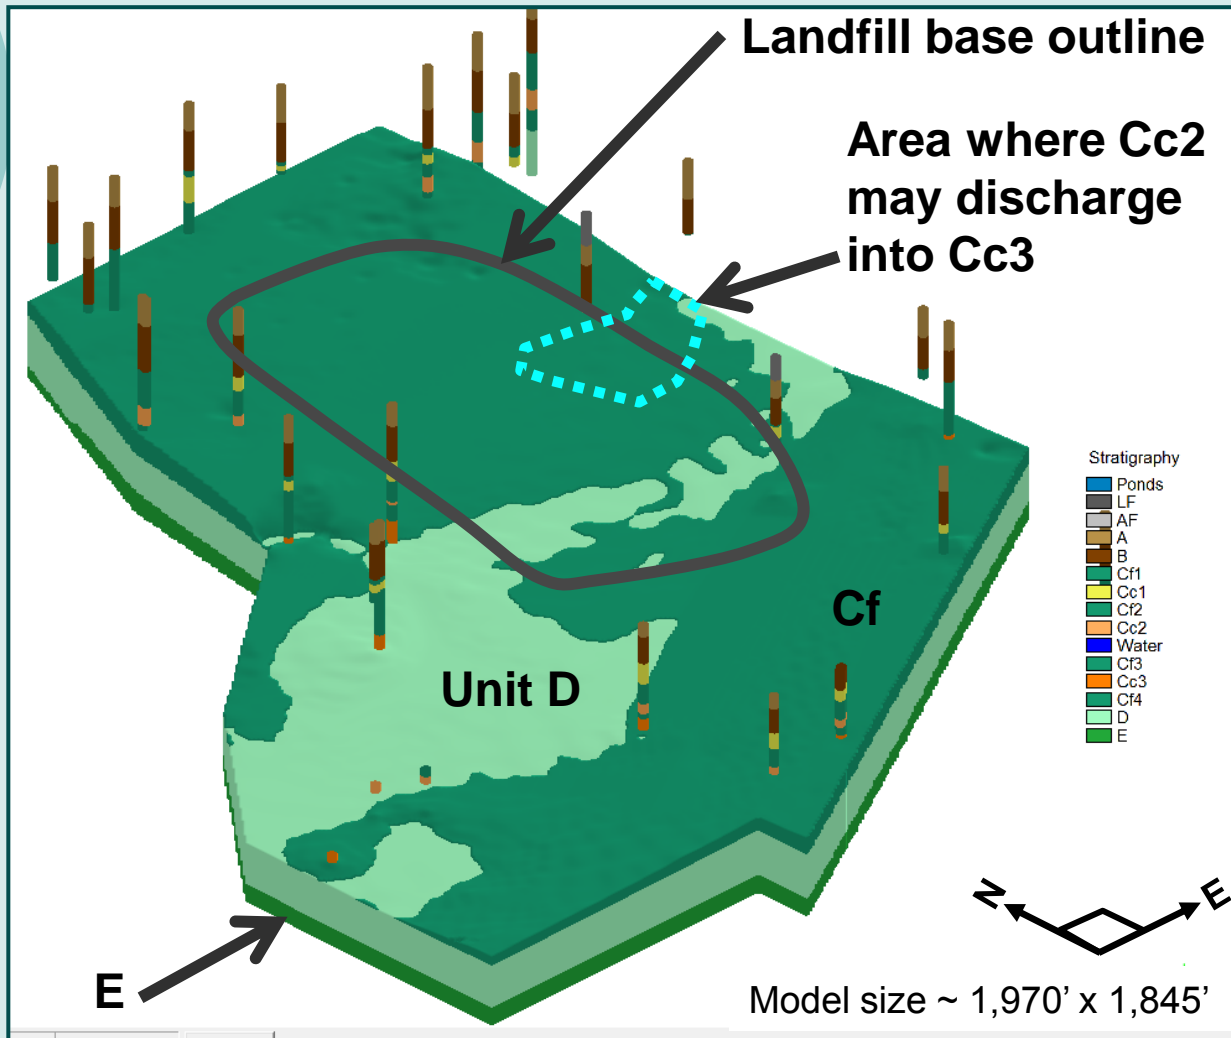 Landfill base outline
Area where Cc2
may discharge
into Cc3
Stratigraphy
Ponds
LF
AF
A
B
Cf1
Cc1
Cf2
Cc2
Water
Cf3
Cc3
Cf4
D
E
Cf
Unit D
E
N
E
Model size ~ 1,970’ x 1,845’